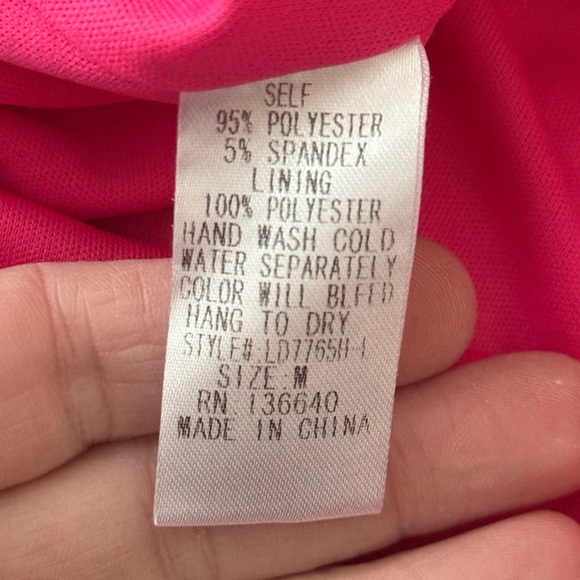 SELF
95% POLYESTER
5% SPANDEX
LINING
100% POLYESTER
HAND WASH COLD
WATER SEPARATELY
COLOR WILL BLEED
HANG TO DRY
STYLE#:LD7765H-1
SIZE:M
RN 136640
MADE IN CHINA